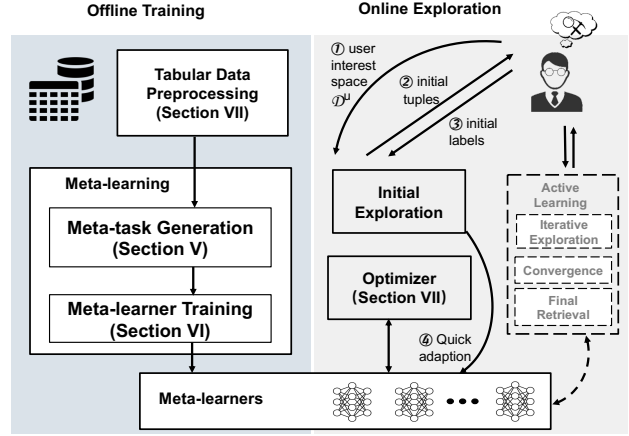 Offline Training
Online Exploration
Tabular Data
Preprocessing
(Section VII)
Meta-learning
Meta-task Generation
(Section V)
Meta-learner Training
(Section VI)
① user
interest
space
𝒟ᵘ
② initial
tuples
③ initial
labels
Initial
Exploration
Optimizer
(Section VII)
④ Quick
adaption
Active
Learning
Iterative
Exploration
Convergence
Final
Retrieval
Meta-learners